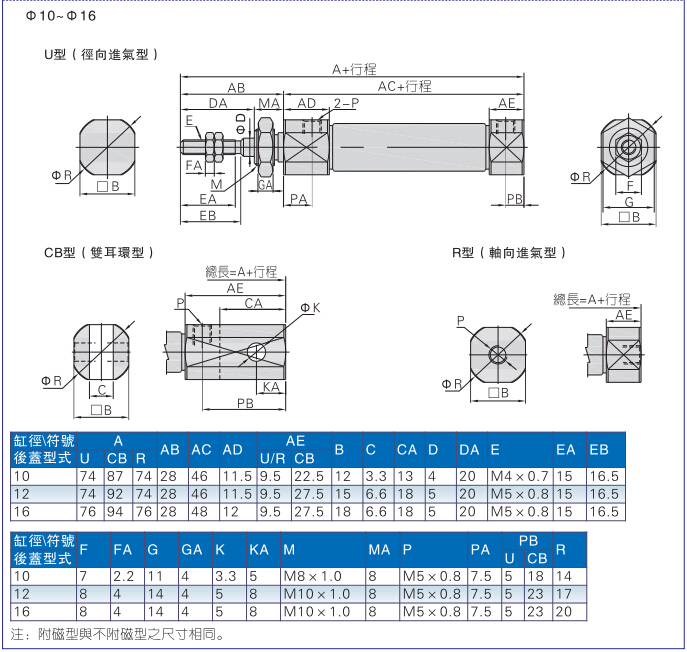 Φ10~Φ16
U型（徑向進氣型）
A+行程
AB AC+行程
DA MA AD 2-P AE
E ΦD
FA
M GA
EA PA PB
EB
ΦR
□B
ΦR
F
G
□B
CB型（雙耳環型）
總長=A+行程
AE
P CA ΦK
KA
PB
ΦR
C
□B
R型（軸向進氣型）
總長=A+行程
AE
P
ΦR
□B
缸徑\符號 A AB AC AD AE B C CA D DA E EA EB
後蓋型式 U CB R U/R CB
10 74 87 74 28 46 11.5 9.5 22.5 12 3.3 13 4 20 M4×0.7 15 16.5
12 74 92 74 28 46 11.5 9.5 27.5 15 6.6 18 5 20 M5×0.8 15 16.5
16 76 94 76 28 48 12 9.5 27.5 18 6.6 18 5 20 M5×0.8 15 16.5
缸徑\符號 F FA G GA K KA M MA P PA PB R
後蓋型式 U CB
10 7 2.2 11 4 3.3 5 M8×1.0 8 M5×0.8 7.5 5 18 14
12 8 4 14 4 5 8 M10×1.0 8 M5×0.8 7.5 5 23 17
16 8 4 14 4 5 8 M10×1.0 8 M5×0.8 7.5 5 23 20
注：附磁型與不附磁型之尺寸相同。